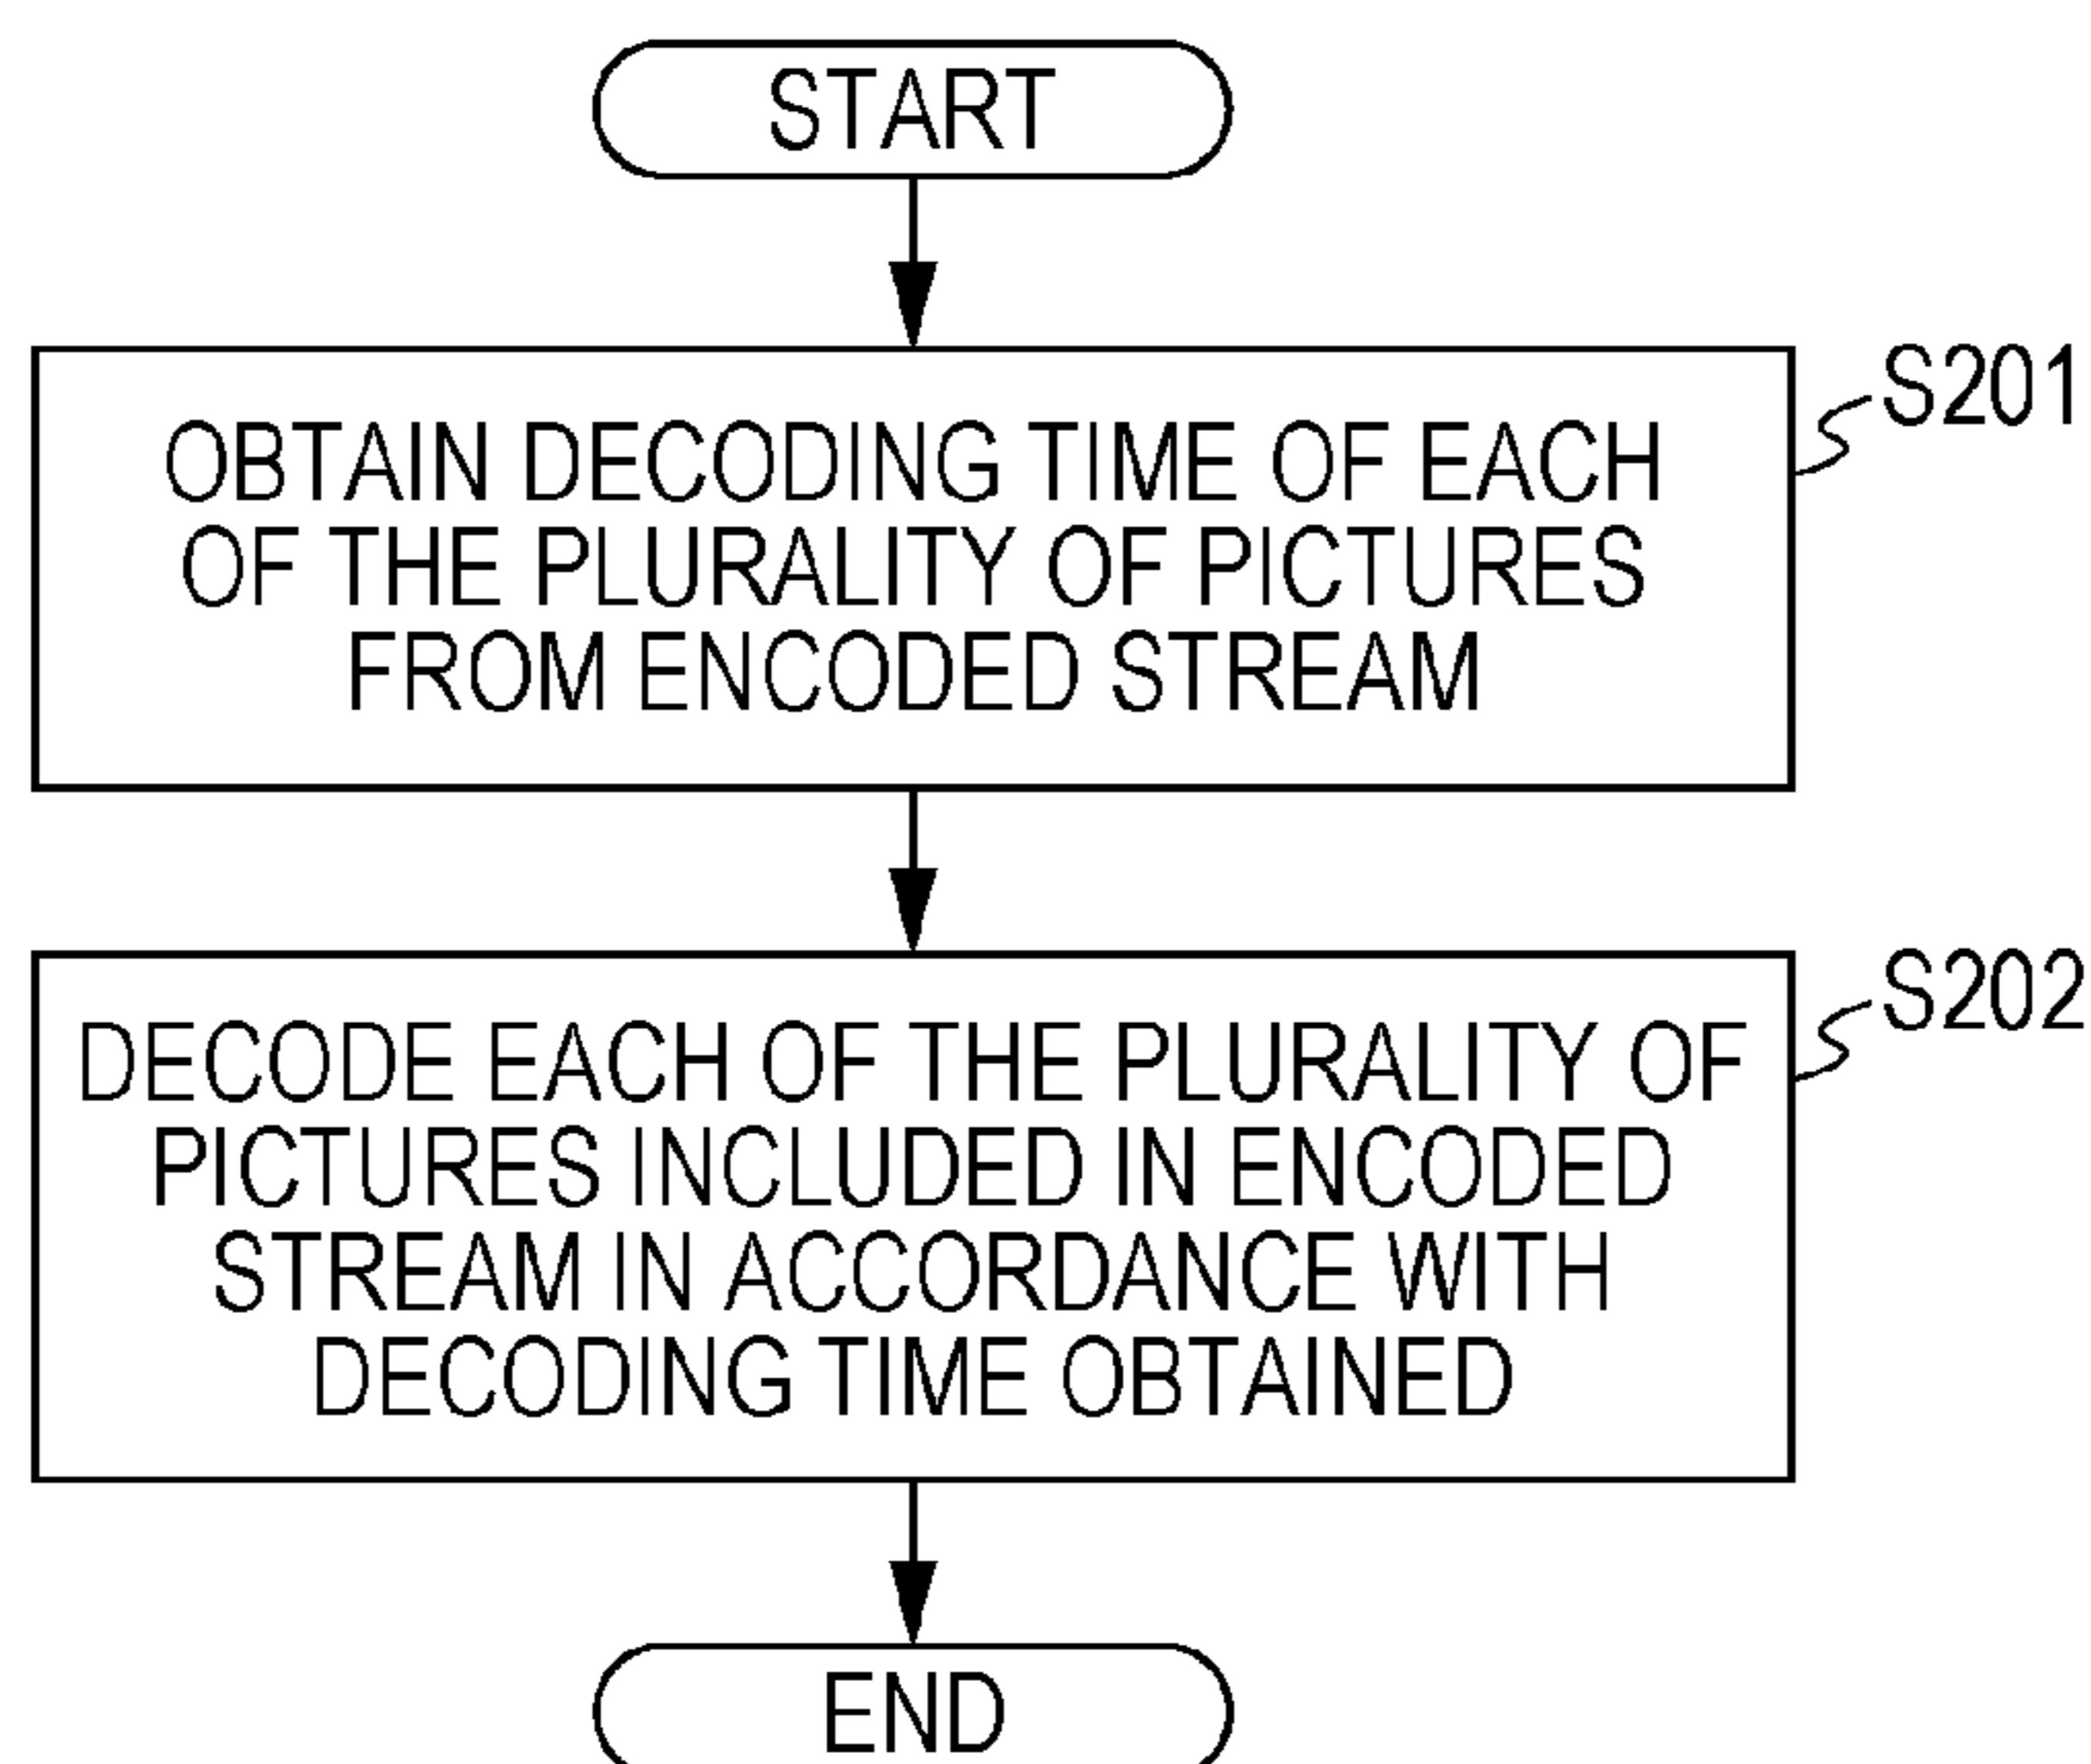 START
S201
OBTAIN DECODING TIME OF EACH
OF THE PLURALITY OF PICTURES
FROM ENCODED STREAM
S202
DECODE EACH OF THE PLURALITY OF
PICTURES INCLUDED IN ENCODED
STREAM IN ACCORDANCE WITH
DECODING TIME OBTAINED
END